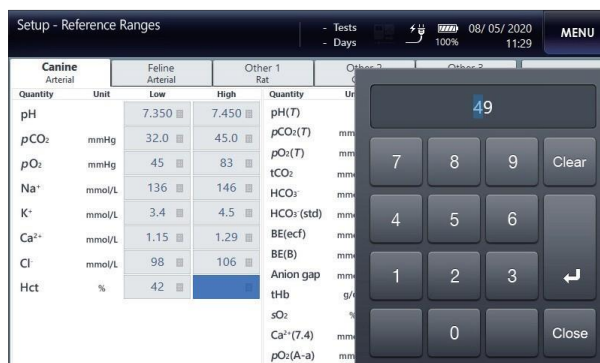 Setup - Reference Ranges
- Tests
- Days
100%
08/ 05/ 2020
11:29
MENU
Canine
Arterial
Feline
Arterial
Other 1
Rat
Quantity Unit Low High
pH 7.350 7.450
pCO₂ mmHg 32.0 45.0
pO₂ mmHg 45 83
Na⁺ mmol/L 136 146
K⁺ mmol/L 3.4 4.5
Ca²⁺ mmol/L 1.15 1.29
Cl⁻ mmol/L 98 106
Hct % 42
Quantity
pH(T)
pCO₂(T)
pO₂(T)
tCO₂
HCO₃⁻
HCO₃⁻(std)
BE(ecf)
BE(B)
Anion gap
tHb
sO₂ %
Ca²⁺(7.4)
pO₂(A-a)
49
7 8 9 Clear
4 5 6
1 2 3
0 Close